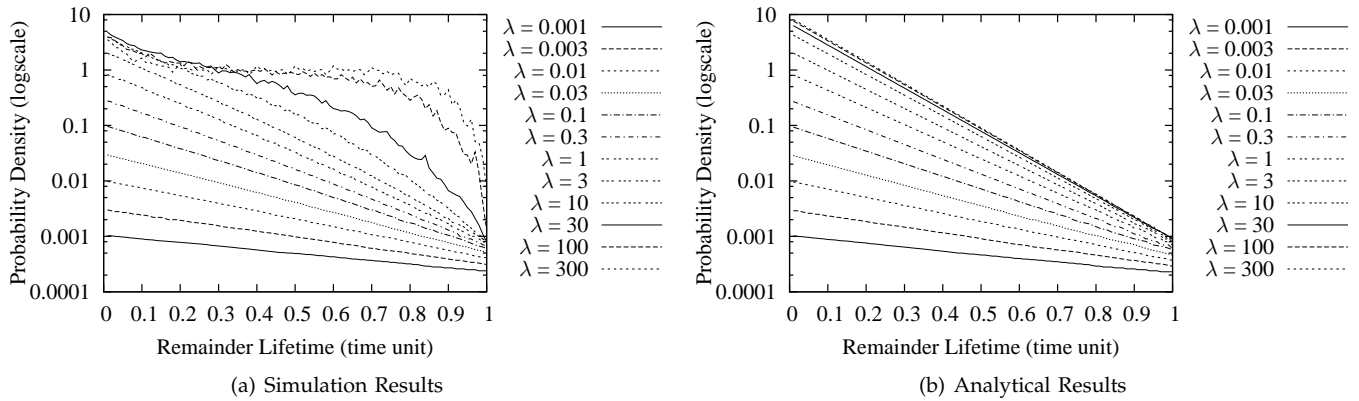 Probability Density (logscale)
10
1
0.1
0.01
0.001
0.0001
0 0.1 0.2 0.3 0.4 0.5 0.6 0.7 0.8 0.9 1
Remainder Lifetime (time unit)
λ = 0.001
λ = 0.003
λ = 0.01
λ = 0.03
λ = 0.1
λ = 0.3
λ = 1
λ = 3
λ = 10
λ = 30
λ = 100
λ = 300
(a) Simulation Results
Probability Density (logscale)
10
1
0.1
0.01
0.001
0.0001
0 0.1 0.2 0.3 0.4 0.5 0.6 0.7 0.8 0.9 1
Remainder Lifetime (time unit)
λ = 0.001
λ = 0.003
λ = 0.01
λ = 0.03
λ = 0.1
λ = 0.3
λ = 1
λ = 3
λ = 10
λ = 30
λ = 100
λ = 300
(b) Analytical Results